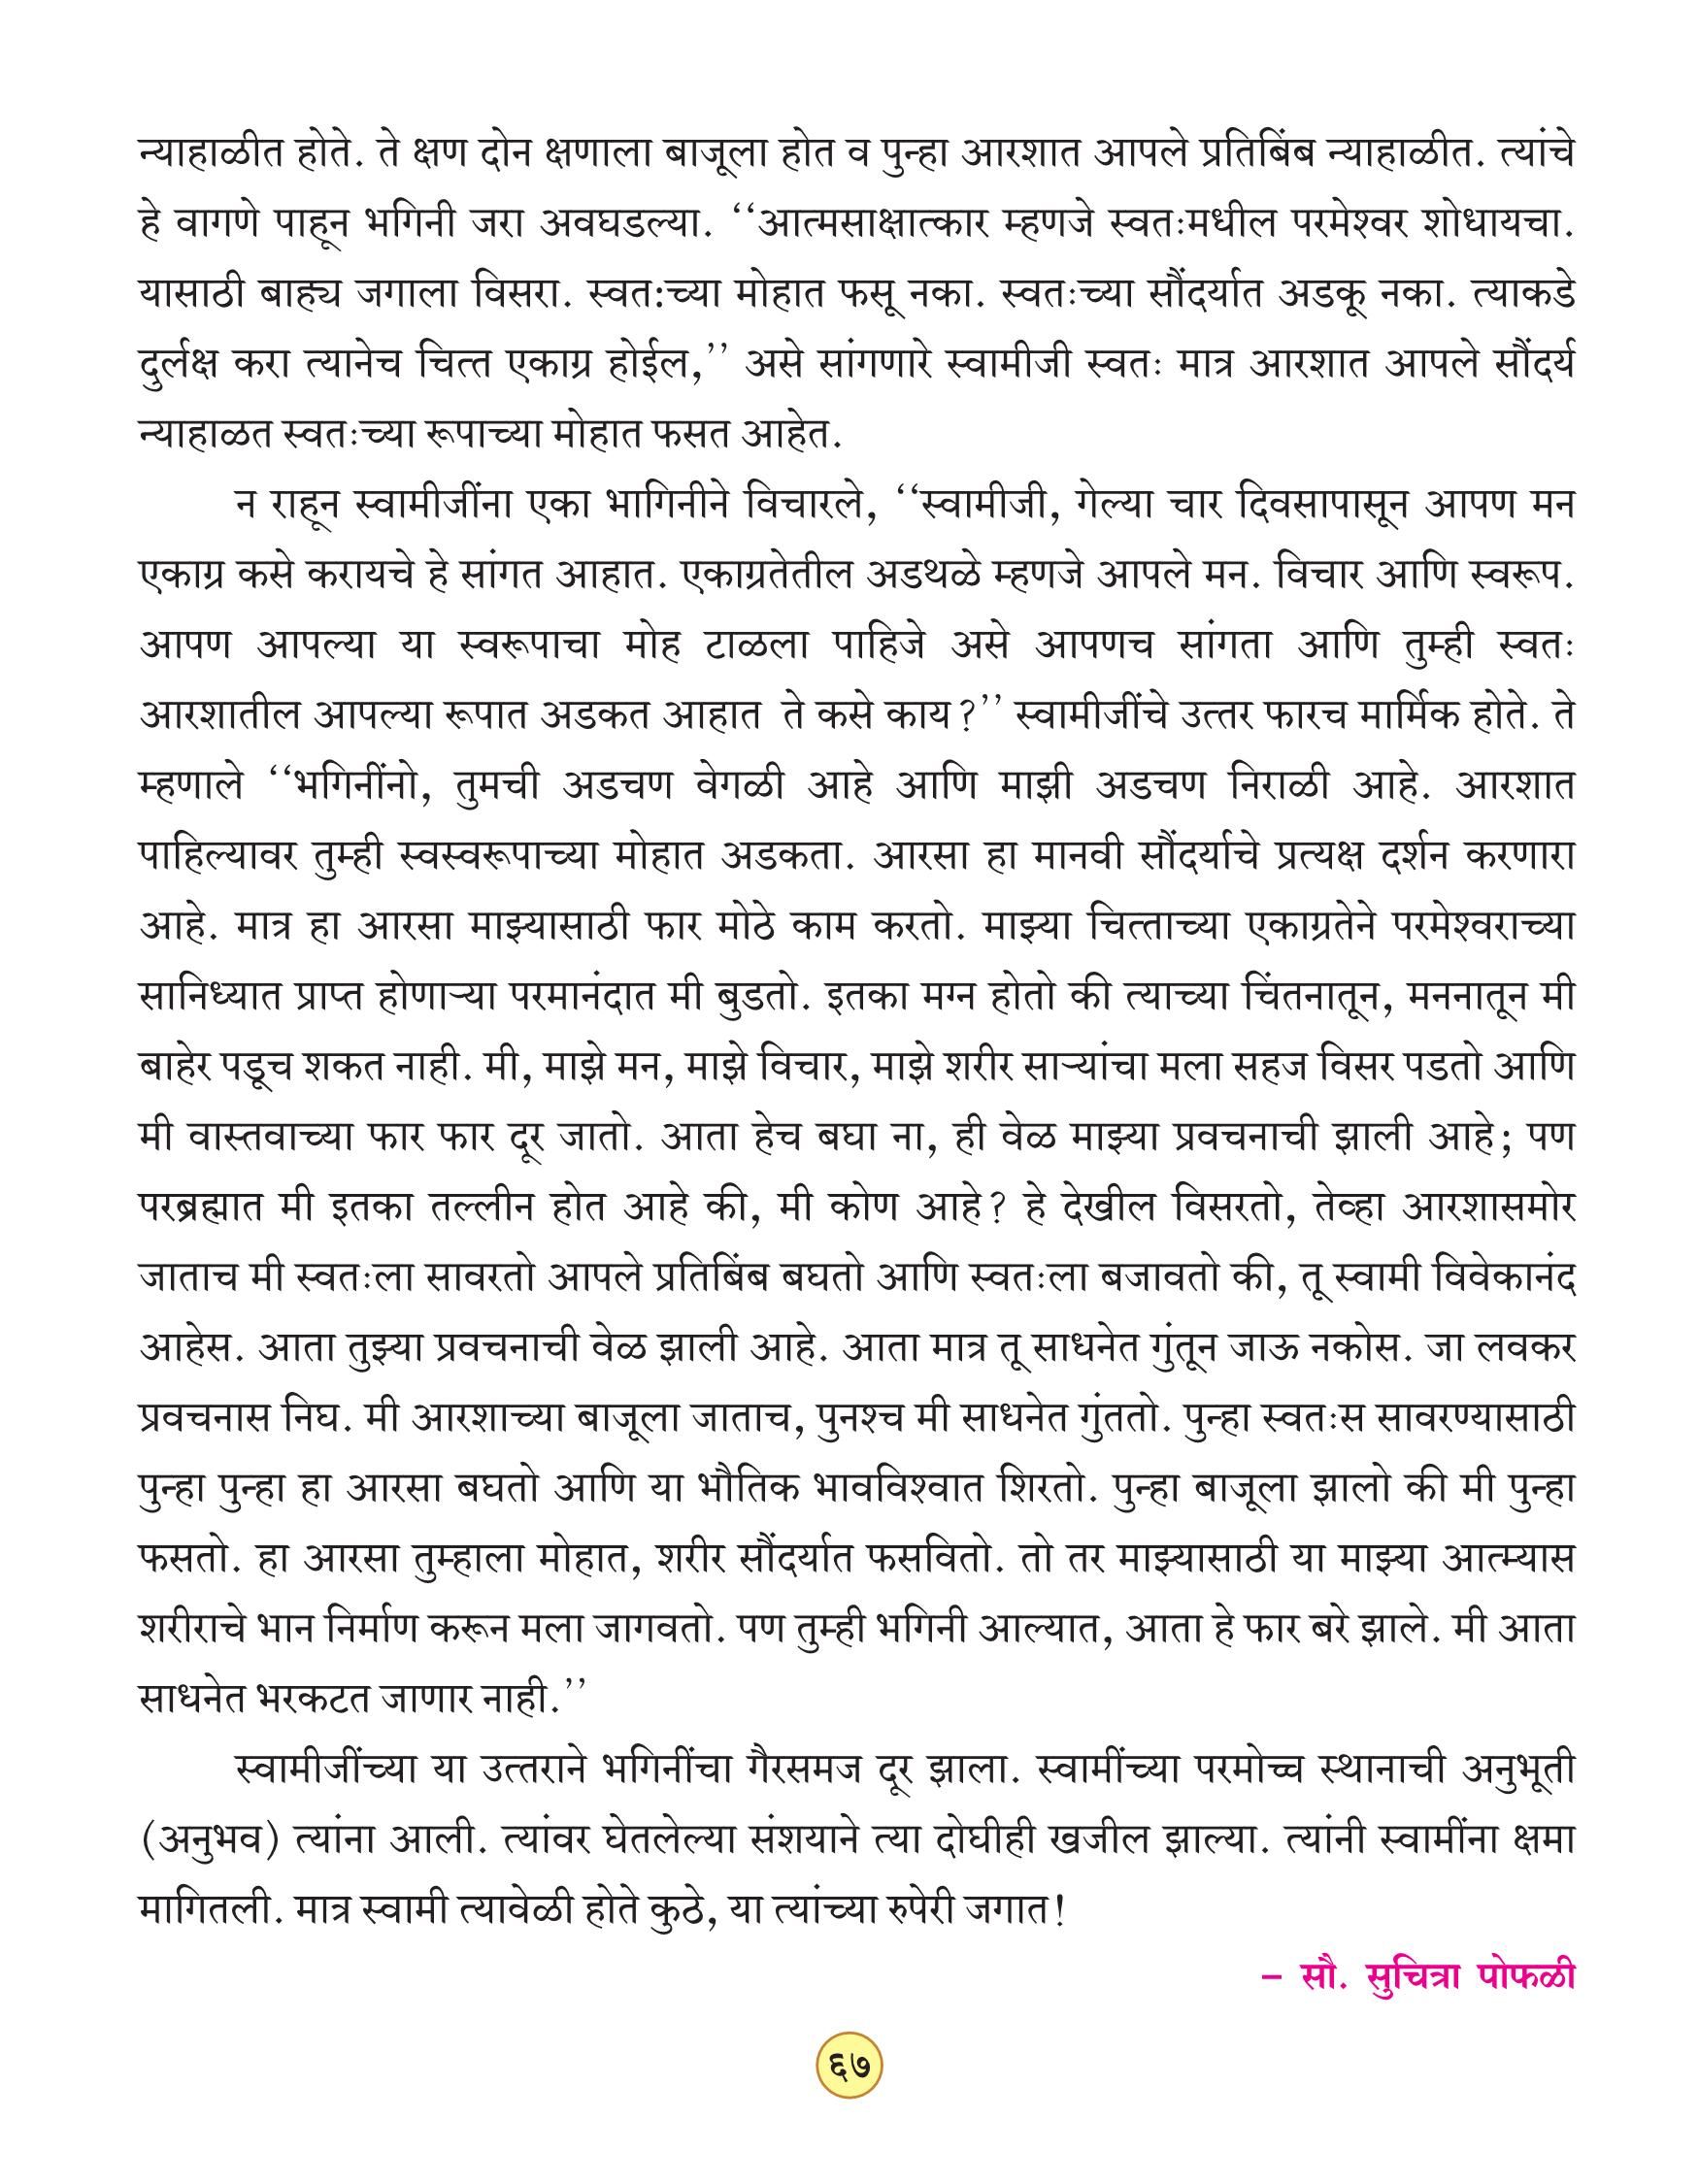 न्याहाळीत होते. ते क्षण दोन क्षणाला बाजूला होत व पुन्हा आरशात आपले प्रतिबिंब न्याहाळीत. त्यांचे
हे वागणे पाहून भगिनी जरा अवघडल्या. ‘‘आत्मसाक्षात्कार म्हणजे स्वतःमधील परमेश्वर शोधायचा.
यासाठी बाह्य जगाला विसरा. स्वत:च्या मोहात फसू नका. स्वतःच्या सौंदर्यात अडकू नका. त्याकडे
दुर्लक्ष करा त्यानेच चित्त एकाग्र होईल,’’ असे सांगणारे स्वामीजी स्वतः मात्र आरशात आपले सौंदर्य
न्याहाळत स्वतःच्या रूपाच्या मोहात फसत आहेत.
न राहून स्वामीजींना एका भागिनीने विचारले, ‘‘स्वामीजी, गेल्या चार दिवसापासून आपण मन
एकाग्र कसे करायचे हे सांगत आहात. एकाग्रतेतील अडथळे म्हणजे आपले मन. विचार आणि स्वरूप.
आपण आपल्या या स्वरूपाचा मोह टाळला पाहिजे असे आपणच सांगता आणि तुम्ही स्वतः
आरशातील आपल्या रूपात अडकत आहात ते कसे काय?’’ स्वामीजींचे उत्तर फारच मार्मिक होते. ते
म्हणाले ‘‘भगिनींनो, तुमची अडचण वेगळी आहे आणि माझी अडचण निराळी आहे. आरशात
पाहिल्यावर तुम्ही स्वस्वरूपाच्या मोहात अडकता. आरसा हा मानवी सौंदर्याचे प्रत्यक्ष दर्शन करणारा
आहे. मात्र हा आरसा माझ्यासाठी फार मोठे काम करतो. माझ्या चित्ताच्या एकाग्रतेने परमेश्वराच्या
सानिध्यात प्राप्त होणाऱ्या परमानंदात मी बुडतो. इतका मग्न होतो की त्याच्या चिंतनातून, मननातून मी
बाहेर पडूच शकत नाही. मी, माझे मन, माझे विचार, माझे शरीर साऱ्यांचा मला सहज विसर पडतो आणि
मी वास्तवाच्या फार फार दूर जातो. आता हेच बघा ना, ही वेळ माझ्या प्रवचनाची झाली आहे; पण
परब्रह्मात मी इतका तल्लीन होत आहे की, मी कोण आहे? हे देखील विसरतो, तेव्हा आरशासमोर
जाताच मी स्वतःला सावरतो आपले प्रतिबिंब बघतो आणि स्वतःला बजावतो की, तू स्वामी विवेकानंद
आहेस. आता तुझ्या प्रवचनाची वेळ झाली आहे. आता मात्र तू साधनेत गुंतून जाऊ नकोस. जा लवकर
प्रवचनास निघ. मी आरशाच्या बाजूला जाताच, पुनश्च मी साधनेत गुंततो. पुन्हा स्वतःस सावरण्यासाठी
पुन्हा पुन्हा हा आरसा बघतो आणि या भौतिक भावविश्वात शिरतो. पुन्हा बाजूला झालो की मी पुन्हा
फसतो. हा आरसा तुम्हाला मोहात, शरीर सौंदर्यात फसवितो. तो तर माझ्यासाठी या माझ्या आत्म्यास
शरीराचे भान निर्माण करून मला जागवतो. पण तुम्ही भगिनी आल्यात, आता हे फार बरे झाले. मी आता
साधनेत भरकटत जाणार नाही.’’
स्वामीजींच्या या उत्तराने भगिनींचा गैरसमज दूर झाला. स्वामींच्या परमोच्च स्थानाची अनुभूती
(अनुभव) त्यांना आली. त्यांवर घेतलेल्या संशयाने त्या दोघीही खजील झाल्या. त्यांनी स्वामींना क्षमा
मागितली. मात्र स्वामी त्यावेळी होते कुठे, या त्यांच्या रुपेरी जगात!
– सौ. सुचित्रा पोफळी
६७